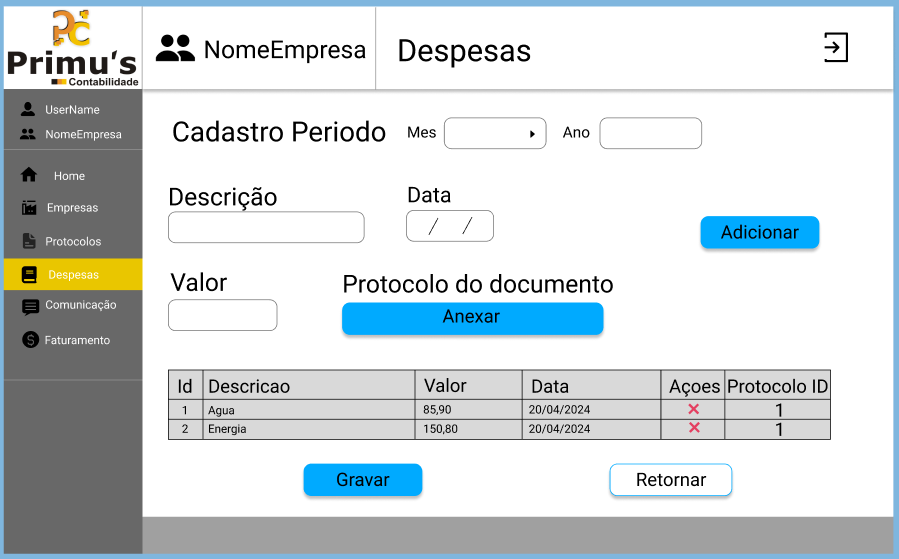 PC
Primu's
Contabilidade
NomeEmpresa
Despesas
UserName
NomeEmpresa
Home
Empresas
Protocolos
Despesas
Comunicação
Faturamento
Cadastro Periodo Mes Ano
Descrição Data
/ /
Adicionar
Valor Protocolo do documento
Anexar
Id Descricao Valor Data Açoes Protocolo ID
1 Agua 85,90 20/04/2024 1
2 Energia 150,80 20/04/2024 1
Gravar Retornar